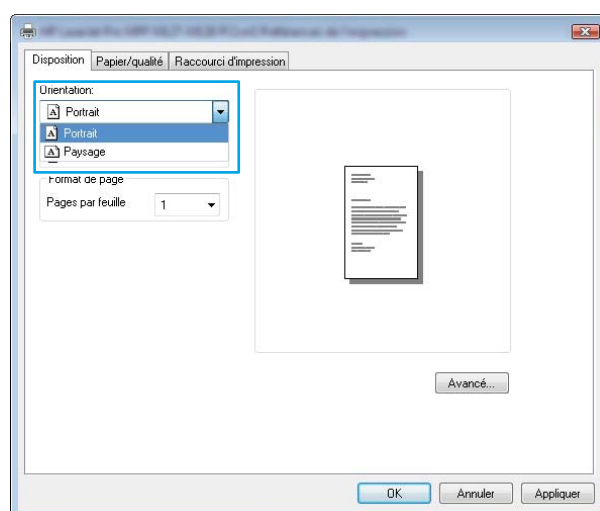 Disposition Papier/qualité Raccourci d'impression
Orientation:
Portrait
Portrait
Paysage
Format de page
Pages par feuille 1
Avancé...
OK Annuler Appliquer